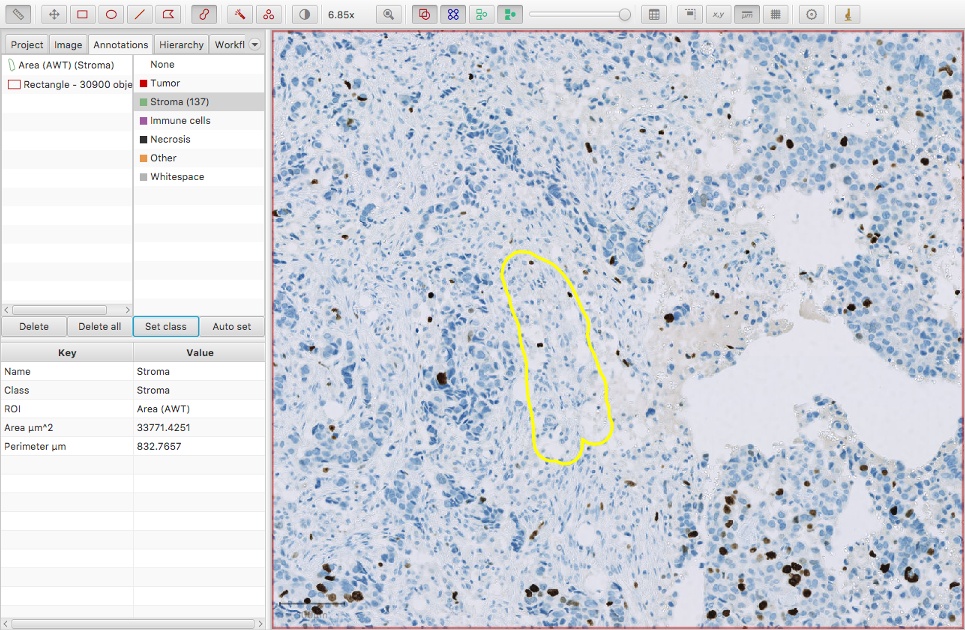 6.85x
x,y
µm
Project Image Annotations Hierarchy Workfl
Area (AWT) (Stroma)
Rectangle - 30900 obje
None
Tumor
Stroma (137)
Immune cells
Necrosis
Other
Whitespace
Delete Delete all Set class Auto set
Key Value
Name Stroma
Class Stroma
ROI Area (AWT)
Area µm^2 33771.4251
Perimeter µm 832.7657